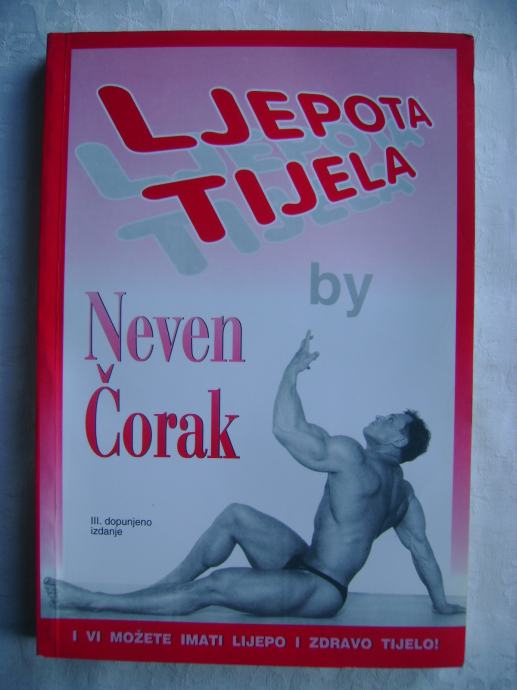 LJEPOTA
TIJELA
by
Neven
Čorak
III. dopunjeno
izdanje
I VI MOŽETE IMATI LIJEPO I ZDRAVO TIJELO!